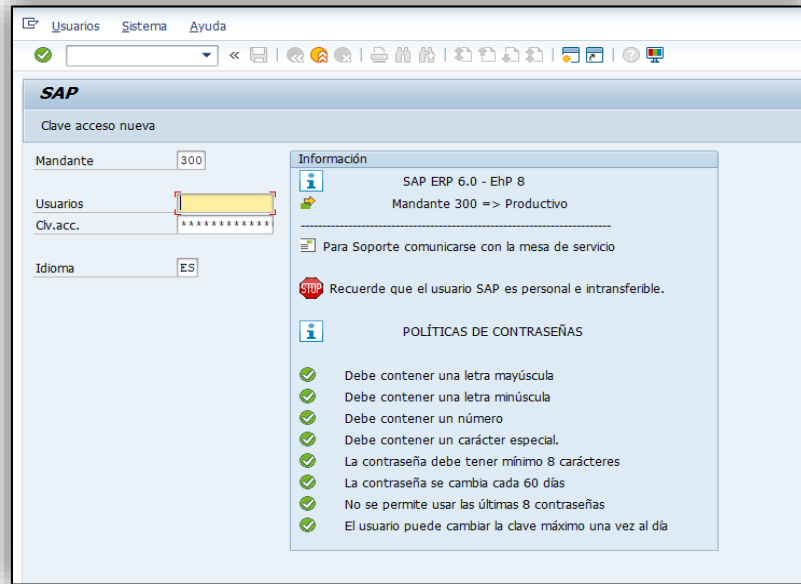 Usuarios Sistema Ayuda
SAP
Clave acceso nueva
Mandante 300
Usuarios
Clv.acc. ************
Idioma ES
Información
SAP ERP 6.0 - EhP 8
Mandante 300 => Productivo
------------------------------------------------------------------------
Para Soporte comunicarse con la mesa de servicio
STOP Recuerde que el usuario SAP es personal e intransferible.
POLÍTICAS DE CONTRASEÑAS
Debe contener una letra mayúscula
Debe contener una letra minúscula
Debe contener un número
Debe contener un carácter especial.
La contraseña debe tener mínimo 8 carácteres
La contraseña se cambia cada 60 días
No se permite usar las últimas 8 contraseñas
El usuario puede cambiar la clave máximo una vez al día